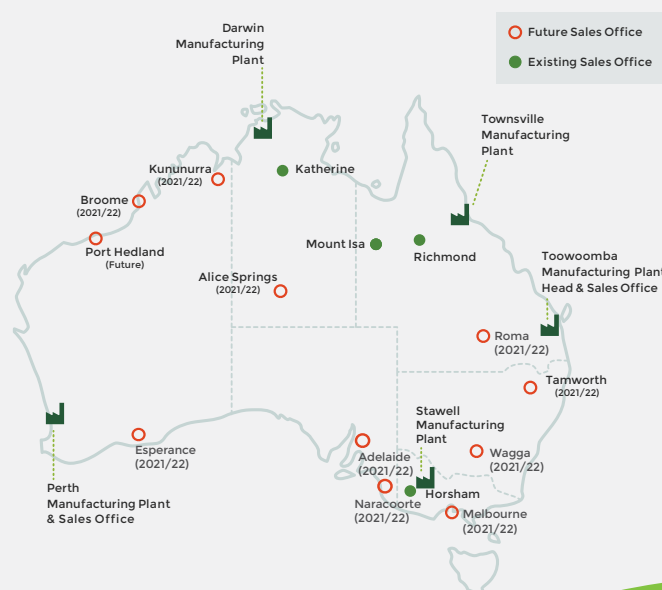 Future Sales Office
Existing Sales Office
Darwin
Manufacturing
Plant
Townsville
Manufacturing
Plant
Kununurra
(2021/22)
Katherine
Broome
(2021/22)
Port Hedland
(Future)
Mount Isa
Richmond
Toowoomba
Manufacturing Plant
Head & Sales Office
Alice Springs
(2021/22)
Roma
(2021/22)
Tamworth
(2021/22)
Stawell
Manufacturing
Plant
Esperance
(2021/22)
Adelaide
(2021/22)
Wagga
(2021/22)
Perth
Manufacturing Plant
& Sales Office
Naracoorte
(2021/22)
Horsham
Melbourne
(2021/22)